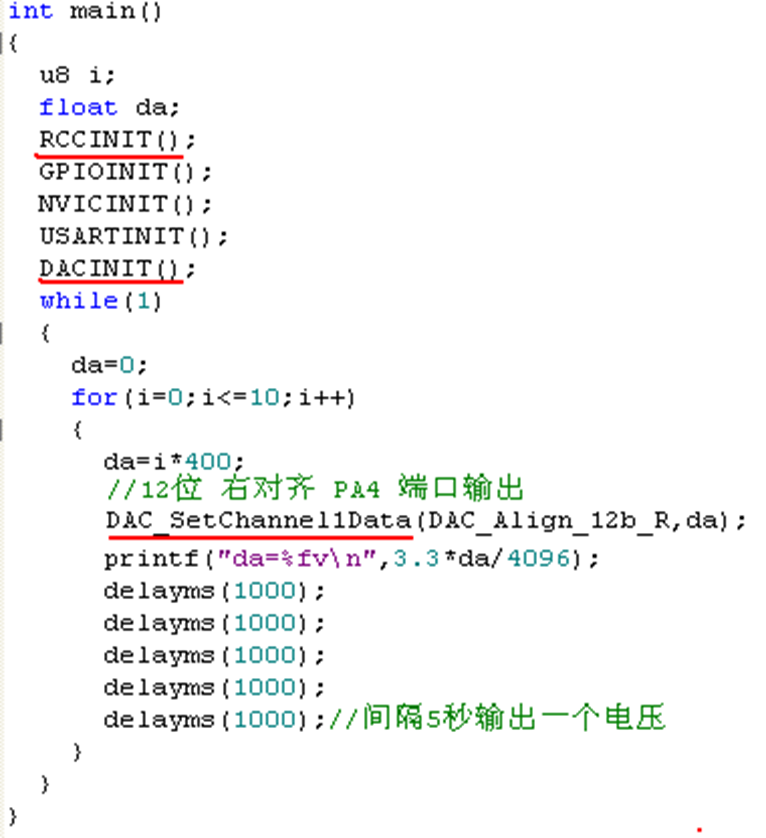 int main()
{
u8 i;
float da;
RCCINIT();
GPIOINIT();
NVICINIT();
USARTINIT();
DACINIT();
while(1)
{
da=0;
for(i=0;i<=10;i++)
{
da=i*400;
//12位 右对齐 PA4 端口输出
DAC_SetChannel1Data(DAC_Align_12b_R,da);
printf("da=%fv\n",3.3*da/4096);
delayms(1000);
delayms(1000);
delayms(1000);
delayms(1000);
delayms(1000);//间隔5秒输出一个电压
}
}
}